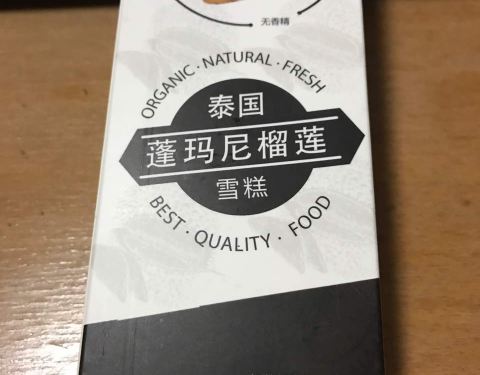 无香精
ORGANIC · NATURAL · FRESH
泰国
蓬玛尼榴莲
雪糕
BEST · QUALITY · FOOD